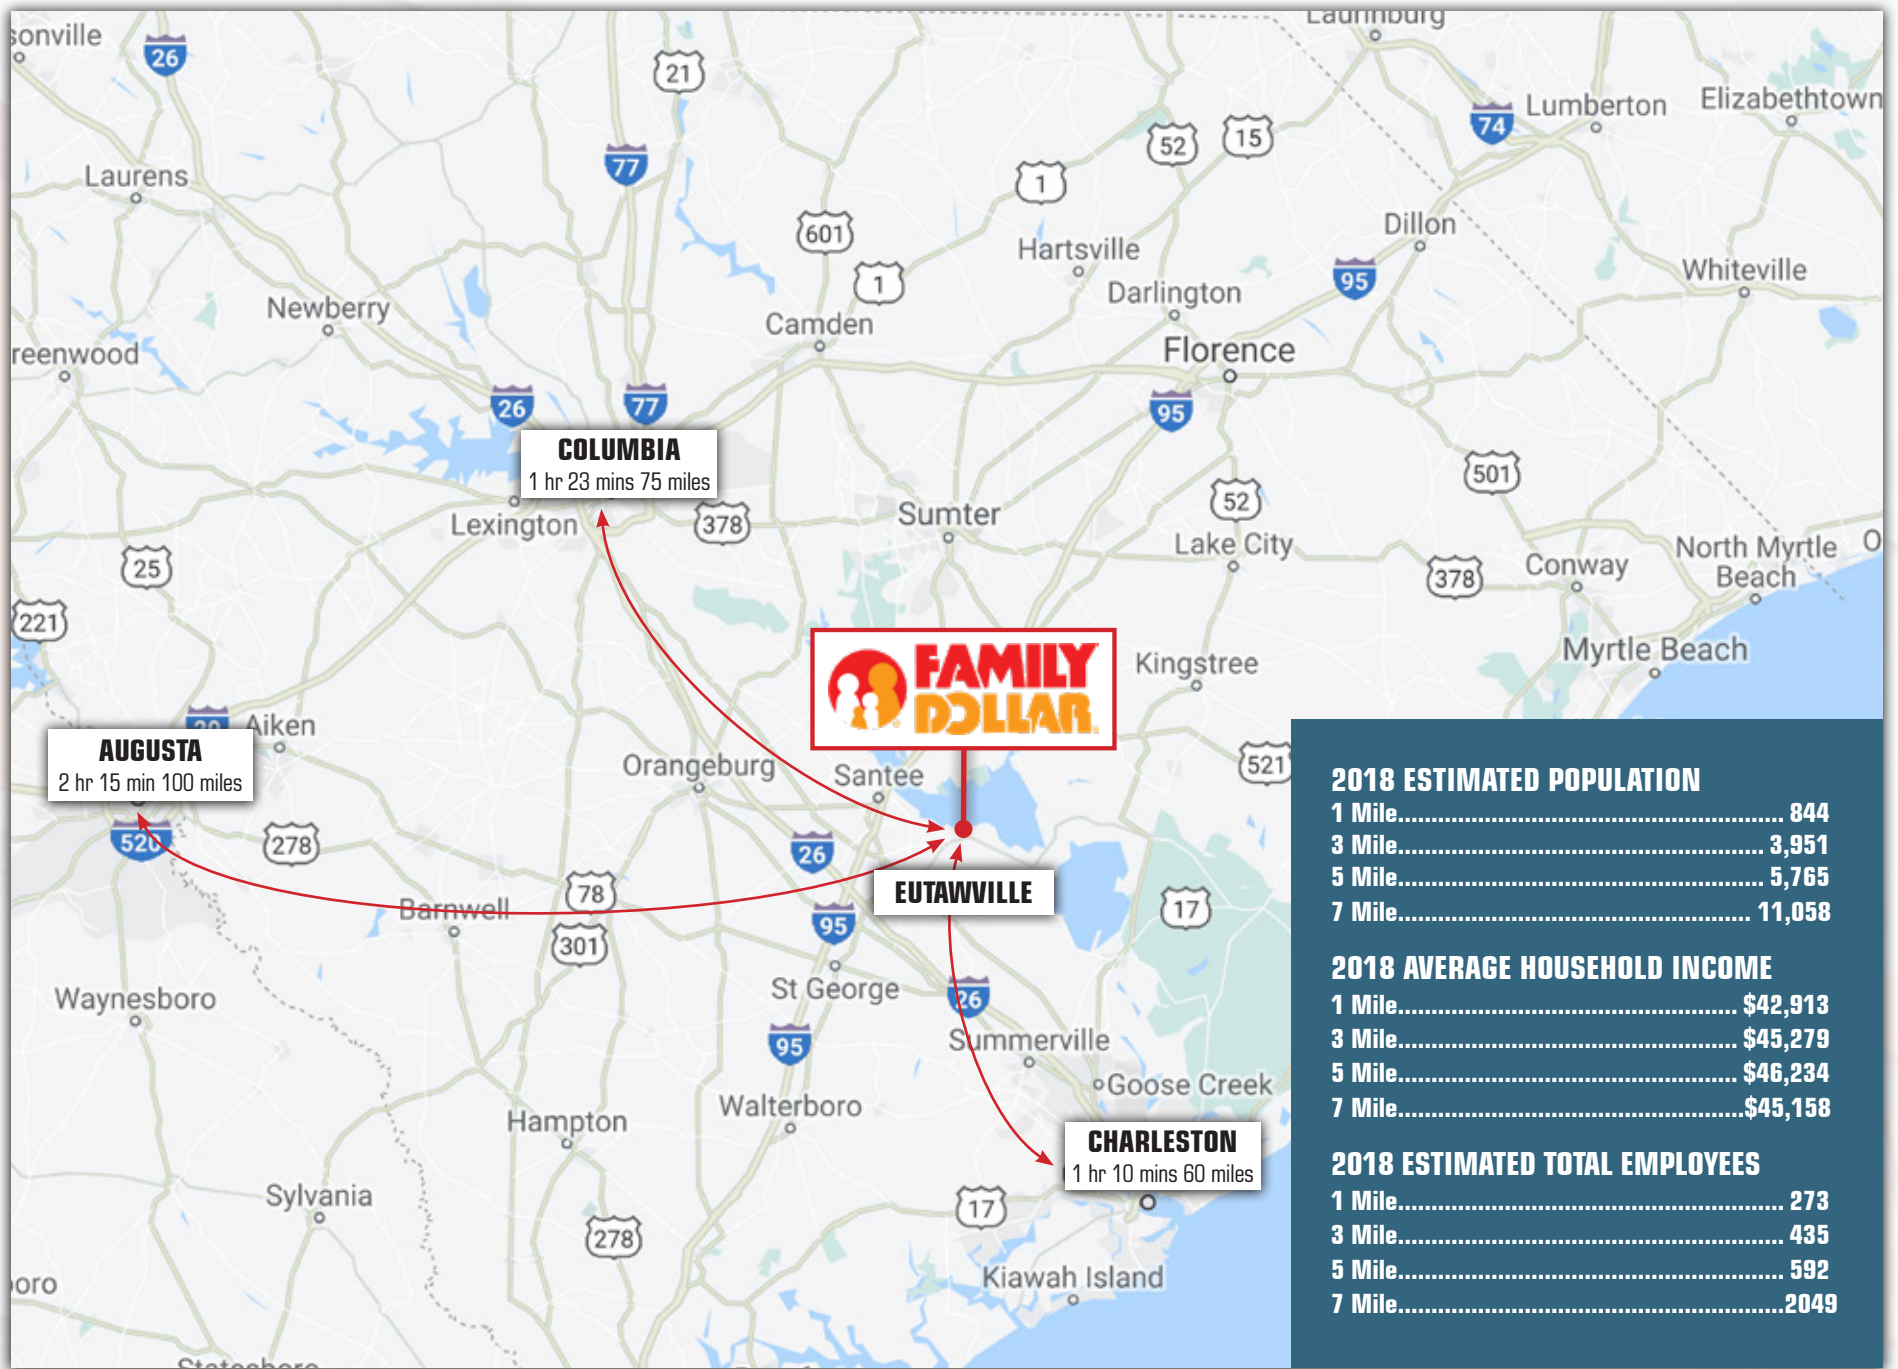 sonville
26
21
Laurinburg
74
Lumberton
Elizabethtown
52
15
77
1
Laurens
601
Hartsville
Dillon
1
95
Whiteville
Darlington
Newberry
Camden
Florence
reenwood
26
77
95
COLUMBIA
1 hr 23 mins 75 miles
501
52
Lexington
378
Sumter
Lake City
North Myrtle
Beach
O
25
378
Conway
221
FAMILY
DOLLAR
Kingstree
Myrtle Beach
20
Aiken
AUGUSTA
2 hr 15 min 100 miles
Orangeburg
Santee
521
520
278
26
EUTAWVILLE
78
Barnwell
95
17
301
St George
26
Waynesboro
95
Summerville
Goose Creek
Walterboro
Hampton
CHARLESTON
1 hr 10 mins 60 miles
Sylvania
17
278
Kiawah Island
oro
Statesboro
2018 ESTIMATED POPULATION
1 Mile........................................................ 844
3 Mile..................................................... 3,951
5 Mile..................................................... 5,765
7 Mile................................................... 11,058
2018 AVERAGE HOUSEHOLD INCOME
1 Mile................................................. $42,913
3 Mile................................................. $45,279
5 Mile................................................. $46,234
7 Mile..................................................$45,158
2018 ESTIMATED TOTAL EMPLOYEES
1 Mile........................................................ 273
3 Mile........................................................ 435
5 Mile........................................................ 592
7 Mile........................................................2049